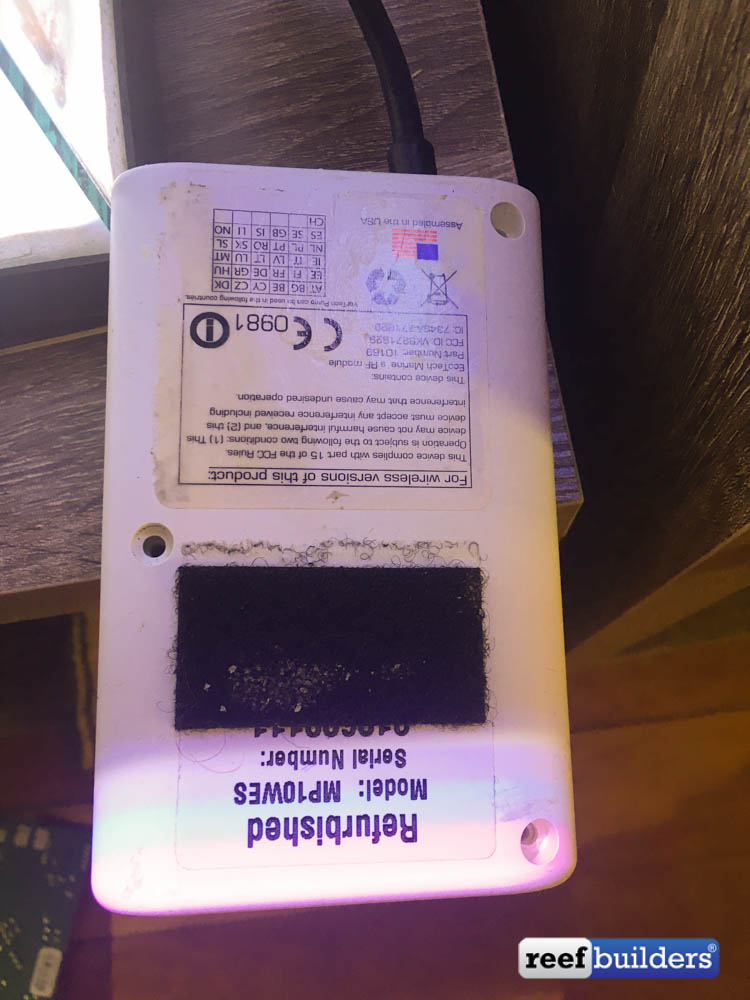 Refurbished
Model: MP10WES
Serial Number:
For wireless versions of this product:
This device complies with part 15 of the FCC Rules.
Operation is subject to the following two conditions: (1) This
device may not cause harmful interference, and (2) this
device must accept any interference received including
interference that may cause undesired operation.
This device contains:
EcoTech Marine's RF module
Part Number: 10169
FCC ID:
IC:
CE 0981
VorTech Pump can be used in the following countries:
AT BG BE CY CZ DK
EE FI FR DE GR HU
IE IT LV LT LU MT
NL PL PT RO SK SL
ES SE GB IS LI NO
CH
Assembled in the USA
reefbuilders®